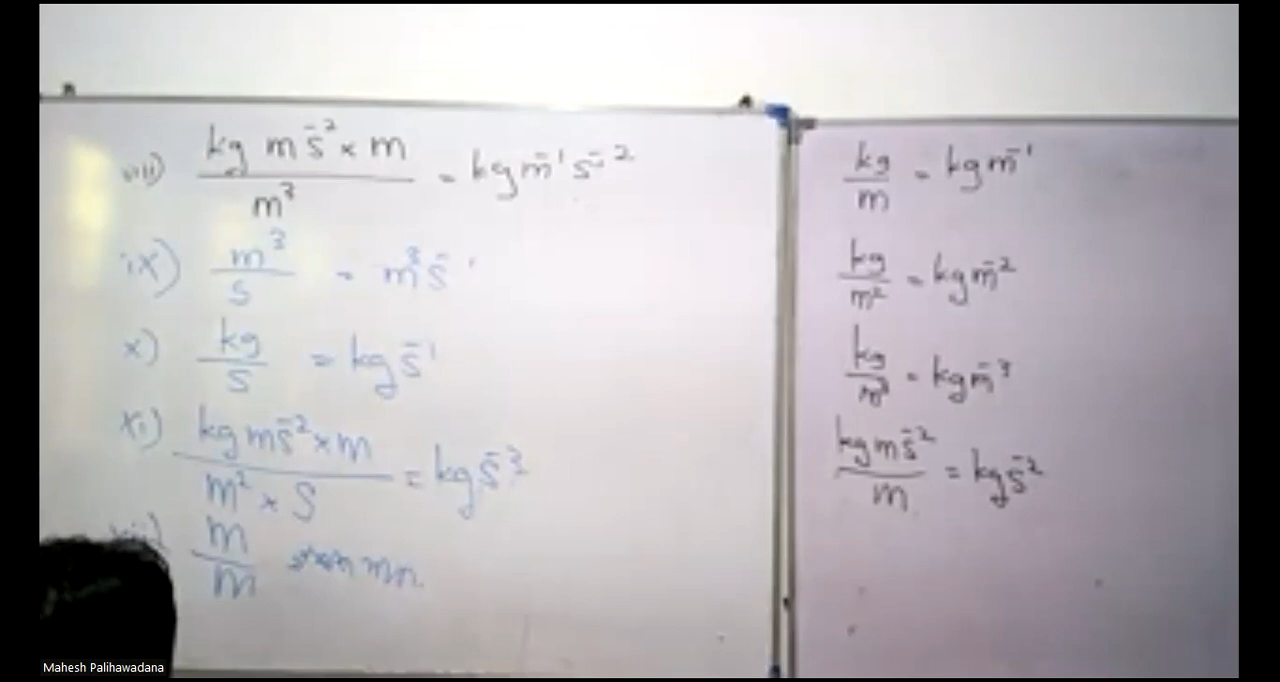 viii) kg m s⁻² × m / m³ = kg m⁻¹ s⁻²
ix) m³ / s = m³ s⁻¹
x) kg / s = kg s⁻¹
xi) kg m s⁻² × m / m² × s = kg s⁻³
m / m
kg / m = kg m⁻¹
kg / m² = kg m⁻²
kg / m³ = kg m⁻³
kg m s⁻² / m = kg s⁻²
Mahesh Palihawadana